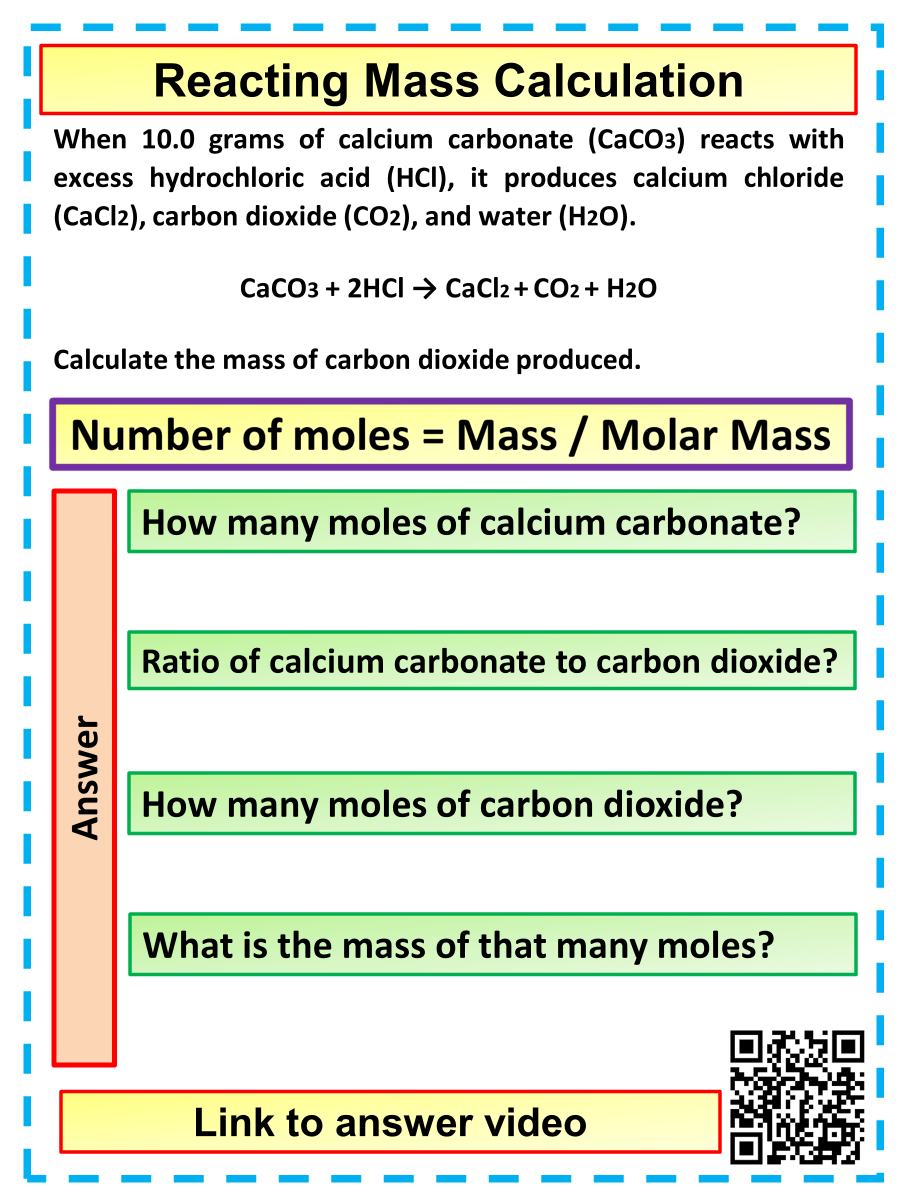 Reacting Mass Calculation
When 10.0 grams of calcium carbonate (CaCO3) reacts with
excess hydrochloric acid (HCl), it produces calcium chloride
(CaCl2), carbon dioxide (CO2), and water (H2O).
CaCO3 + 2HCl → CaCl2 + CO2 + H2O
Calculate the mass of carbon dioxide produced.
Number of moles = Mass / Molar Mass
Answer
How many moles of calcium carbonate?
Ratio of calcium carbonate to carbon dioxide?
How many moles of carbon dioxide?
What is the mass of that many moles?
Link to answer video